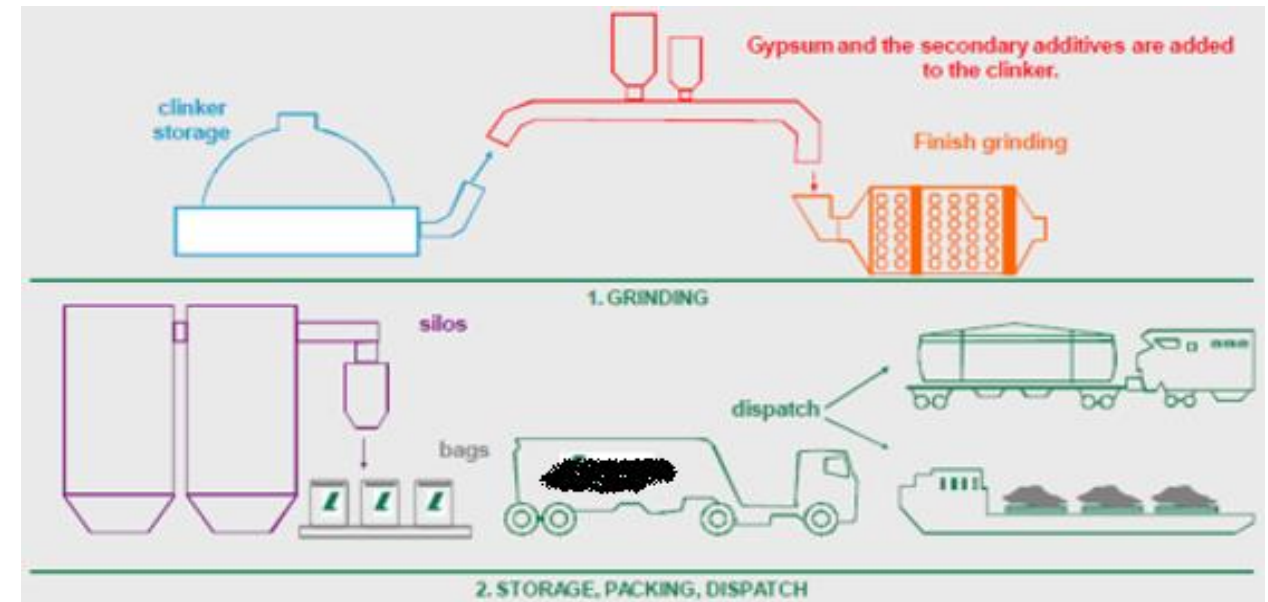 Gypsum and the secondary additives are added
to the clinker.
clinker
storage
Finish grinding
1. GRINDING
silos
dispatch
bags
2. STORAGE, PACKING, DISPATCH